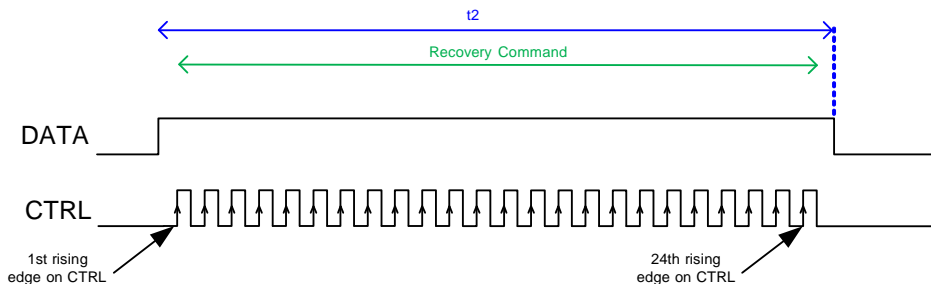 t2
Recovery Command
DATA
CTRL
1st rising
edge on CTRL
24th rising
edge on CTRL